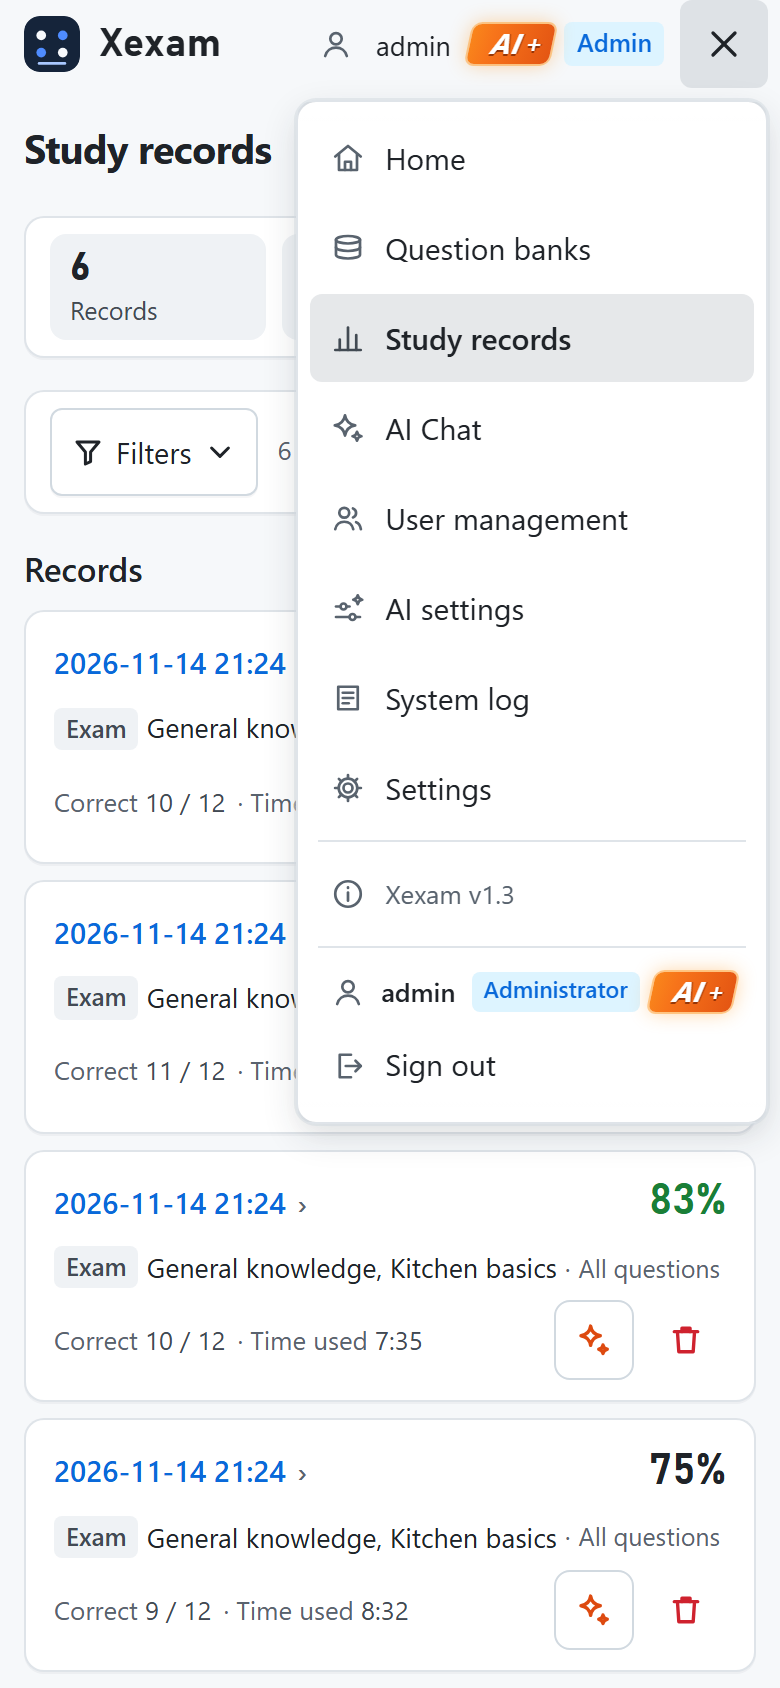 Xexam
admin AI+ Admin
Study records
Home
Question banks
Study records
AI Chat
User management
AI settings
System log
Settings
Xexam v1.3
admin Administrator AI+
Sign out
6
Records
Filters 6
Records
2026-11-14 21:24
Exam General
Correct 10 / 12 ·
2026-11-14 21:24
Exam General
Correct 11 / 12 ·
2026-11-14 21:24 › 83%
Exam General knowledge, Kitchen basics · All questions
Correct 10 / 12 · Time used 7:35
2026-11-14 21:24 › 75%
Exam General knowledge, Kitchen basics · All questions
Correct 9 / 12 · Time used 8:32